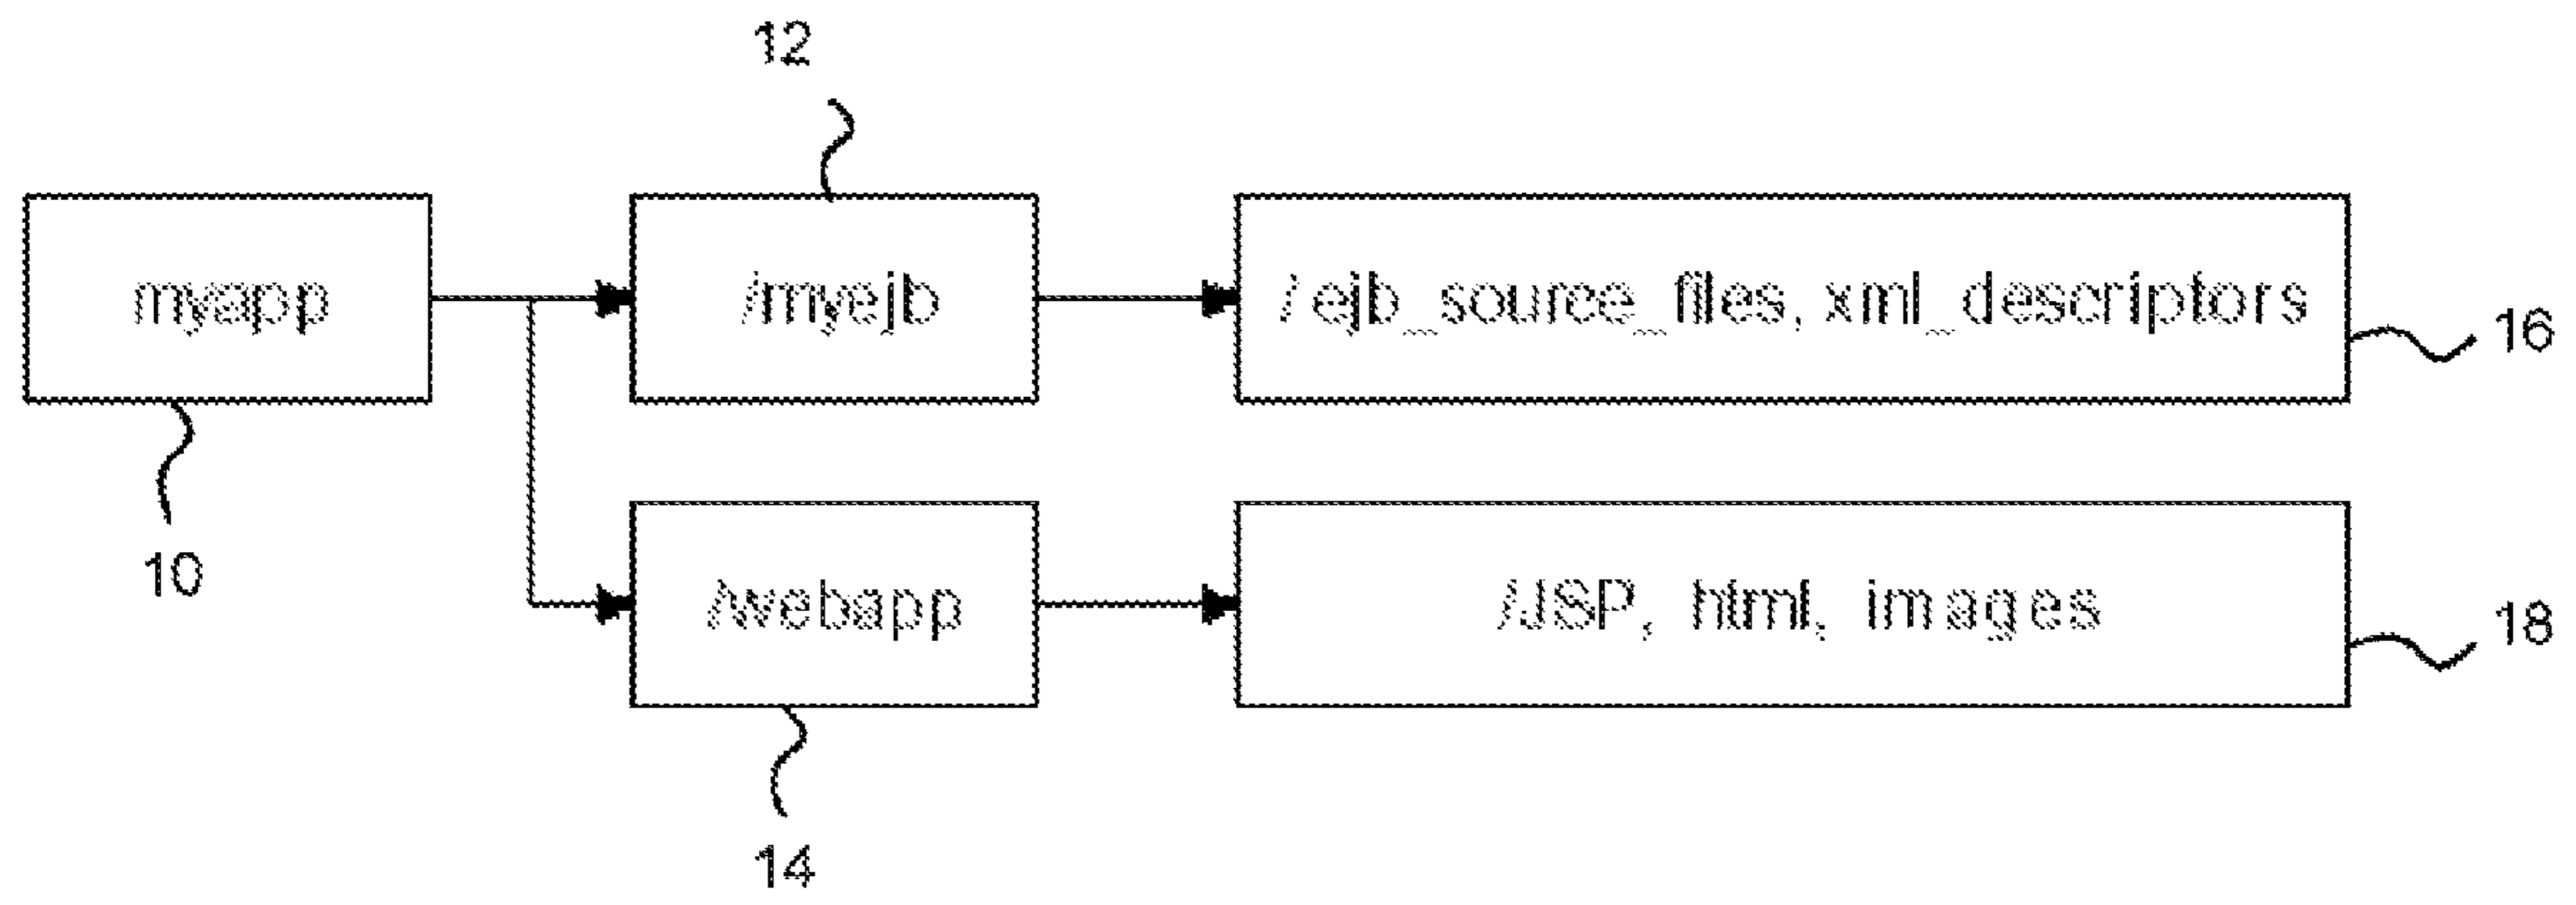 12
myapp
/myejb
/ ejb_source_files, xml_descriptors
16
10
/webapp
/JSP, html, images
18
14